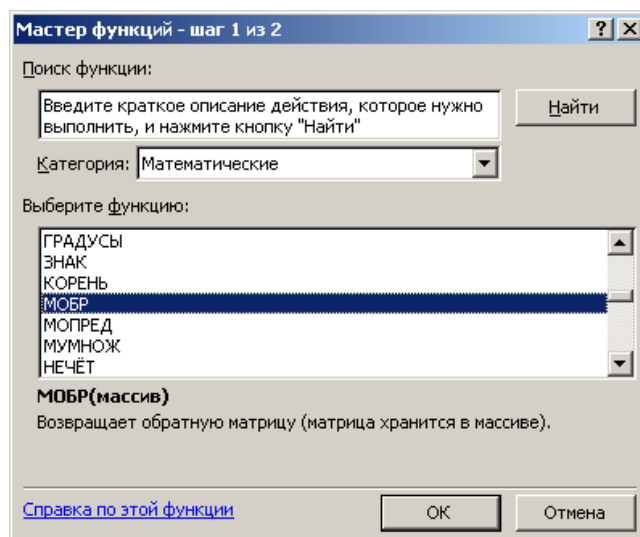 Мастер функций - шаг 1 из 2
Поиск функции:
Введите краткое описание действия, которое нужно
выполнить, и нажмите кнопку "Найти"
Найти
Категория: Математические
Выберите функцию:
ГРАДУСЫ
ЗНАК
КОРЕНЬ
МОБР
МОПРЕД
МУМНОЖ
НЕЧЁТ
МОБР(массив)
Возвращает обратную матрицу (матрица хранится в массиве).
Справка по этой функции
ОК
Отмена